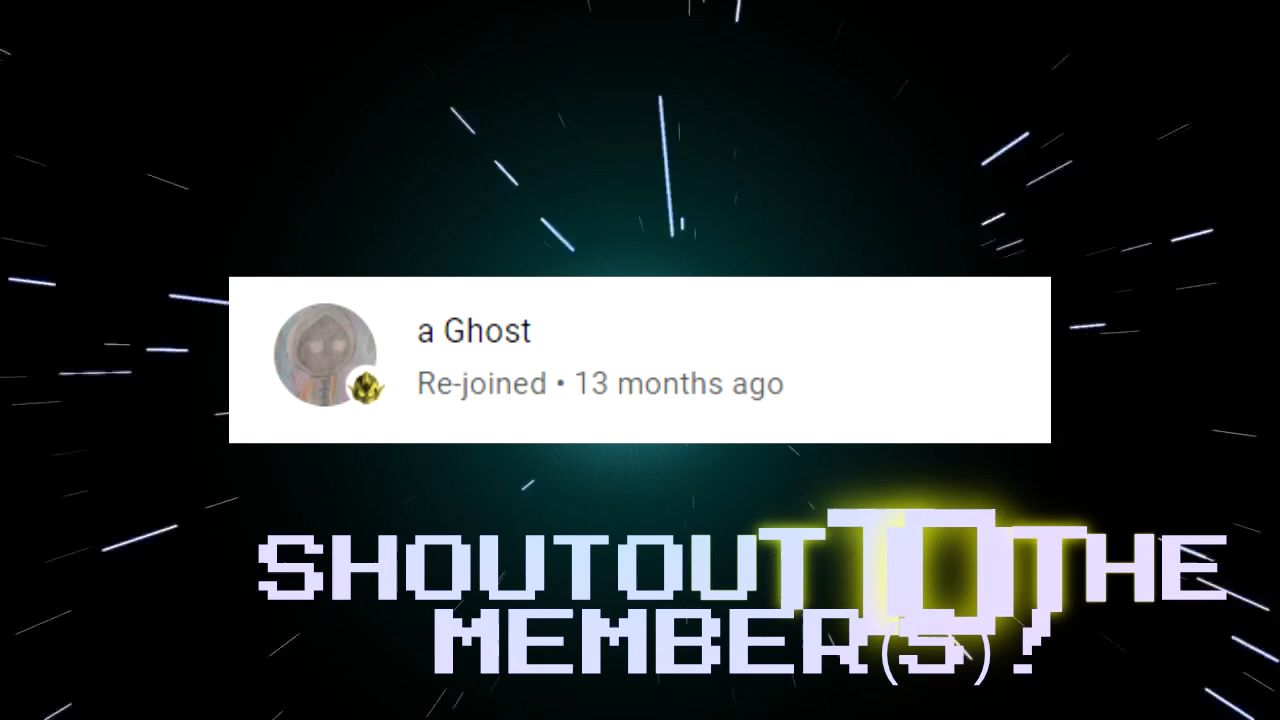 a Ghost
Re-joined • 13 months ago
SHOUTOUT TO THE
MEMBER(S)!